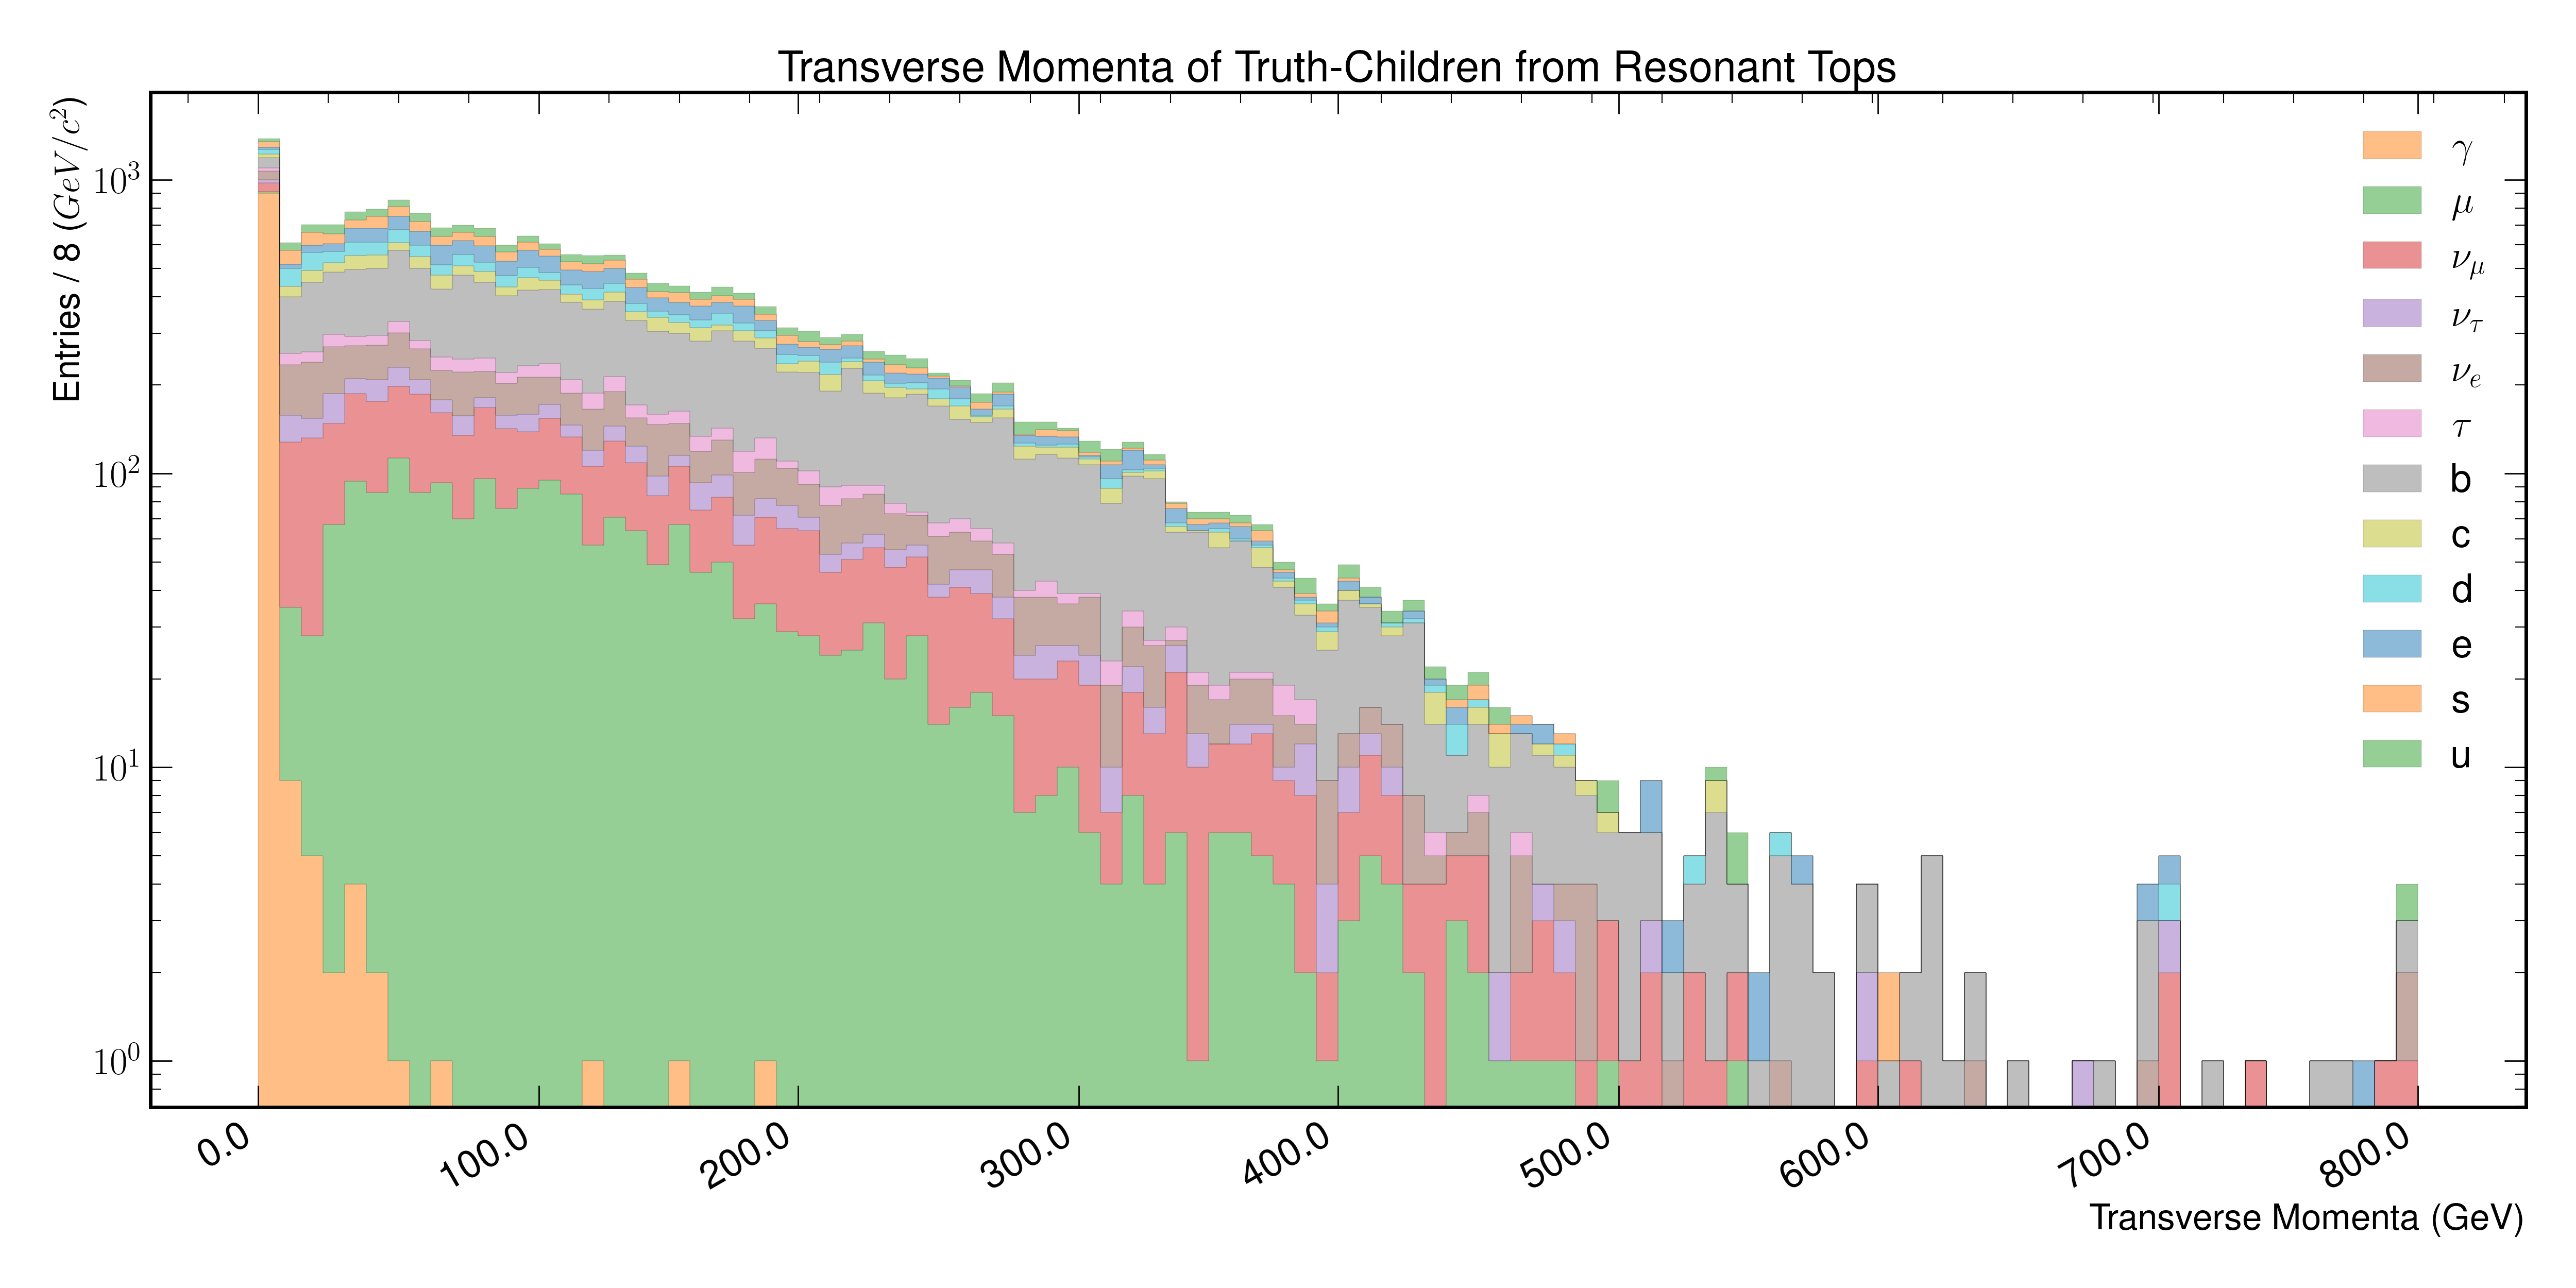 Transverse Momenta of Truth-Children from Resonant Tops
Entries / 8 (GeV/c²)
10³
10²
10¹
10⁰
γ
μ
ν_μ
ν_τ
ν_e
τ
b
c
d
e
s
u
0.0
100.0
200.0
300.0
400.0
500.0
600.0
700.0
800.0
Transverse Momenta (GeV)